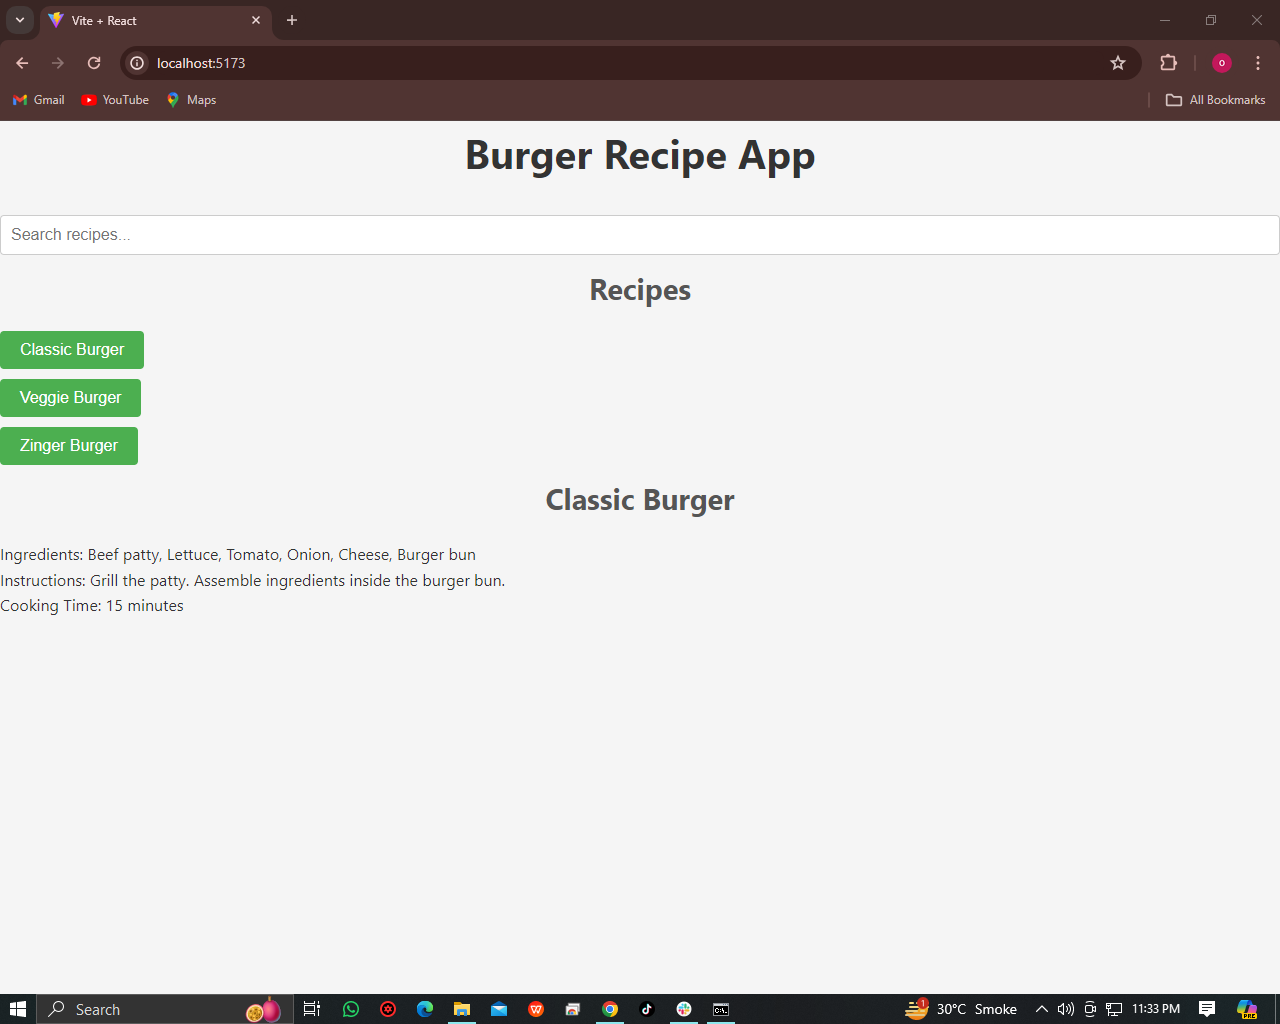 Vite + React
localhost:5173
O
Gmail YouTube Maps All Bookmarks
Burger Recipe App
Search recipes...
Recipes
Classic Burger
Veggie Burger
Zinger Burger
Classic Burger
Ingredients: Beef patty, Lettuce, Tomato, Onion, Cheese, Burger bun
Instructions: Grill the patty. Assemble ingredients inside the burger bun.
Cooking Time: 15 minutes
Search W C:\. 1 30°C Smoke 11:33 PM PRE